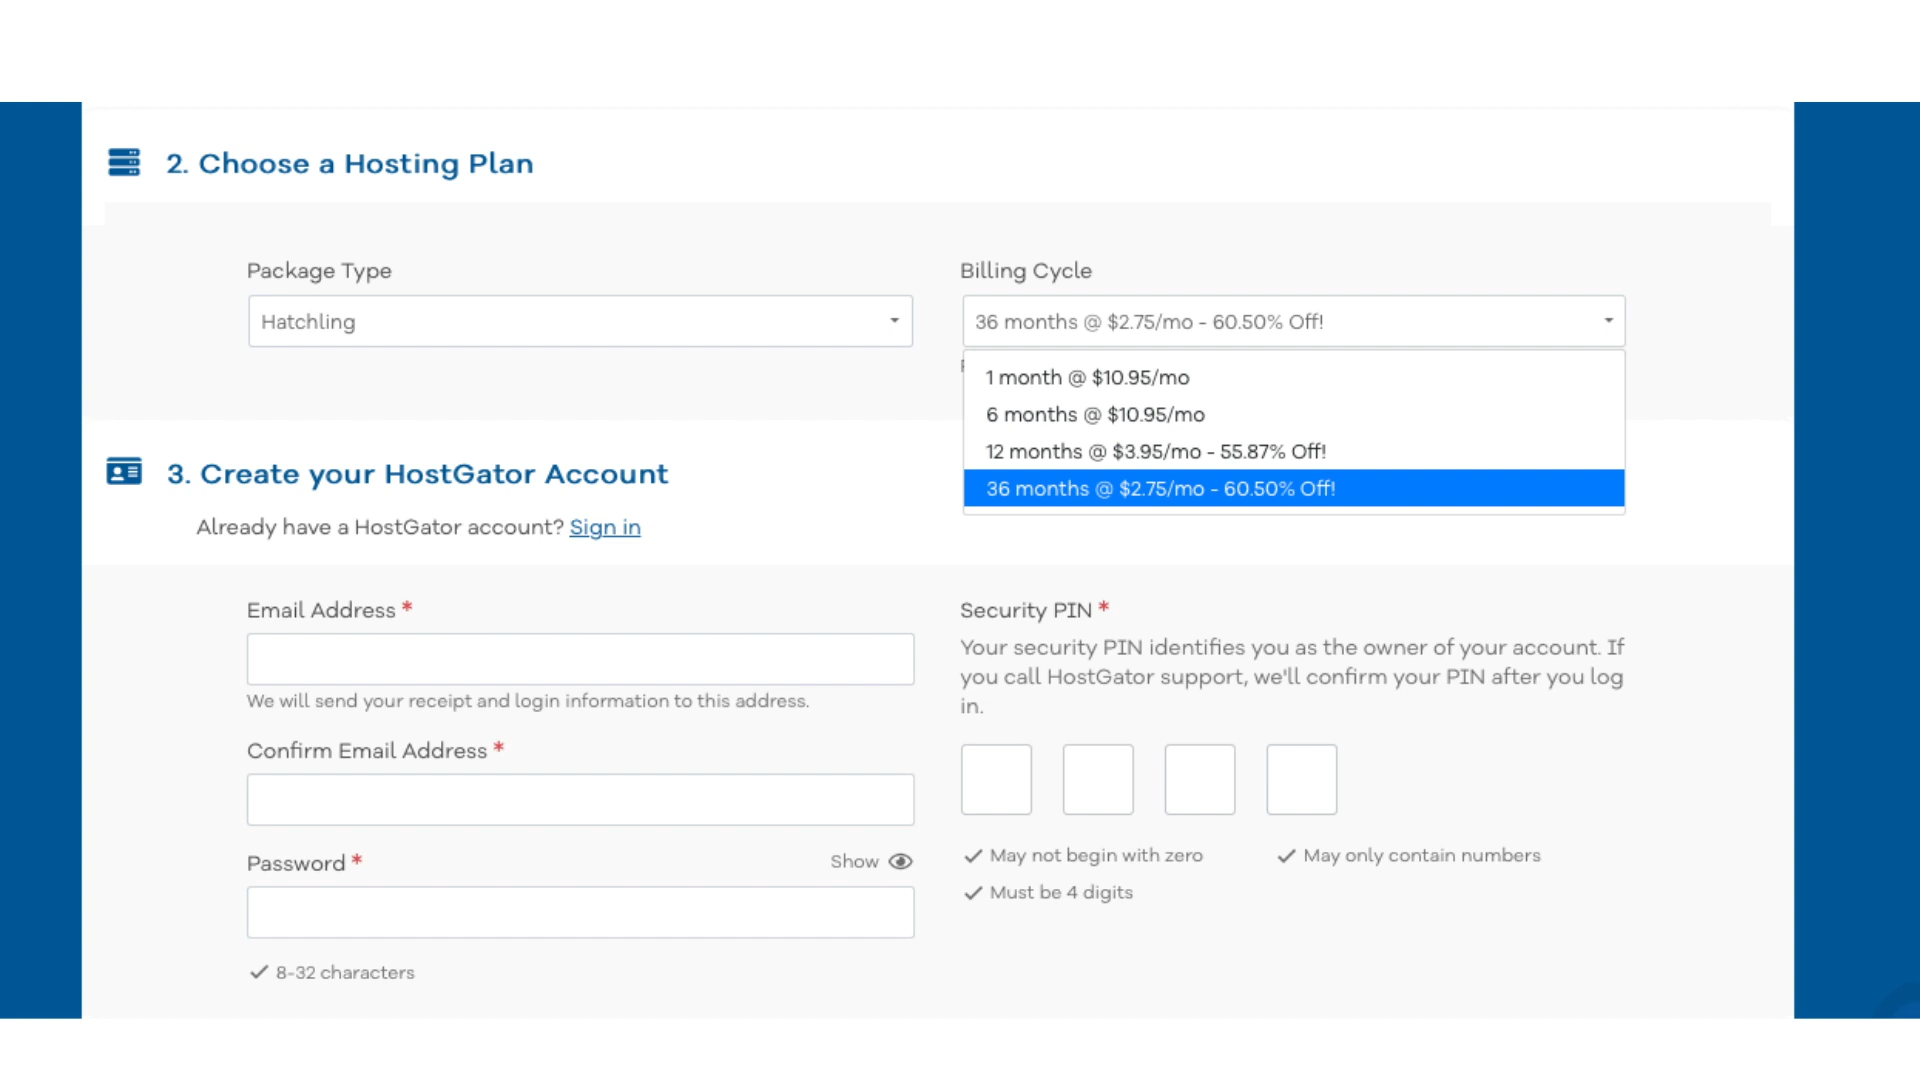 2. Choose a Hosting Plan
Package Type
Hatchling
Billing Cycle
36 months @ $2.75/mo - 60.50% Off!
1 month @ $10.95/mo
6 months @ $10.95/mo
12 months @ $3.95/mo - 55.87% Off!
36 months @ $2.75/mo - 60.50% Off!
3. Create your HostGator Account
Already have a HostGator account? Sign in
Email Address *
We will send your receipt and login information to this address.
Confirm Email Address *
Password *
Show
8-32 characters
Security PIN *
Your security PIN identifies you as the owner of your account. If
you call HostGator support, we'll confirm your PIN after you log
in.
May not begin with zero
May only contain numbers
Must be 4 digits